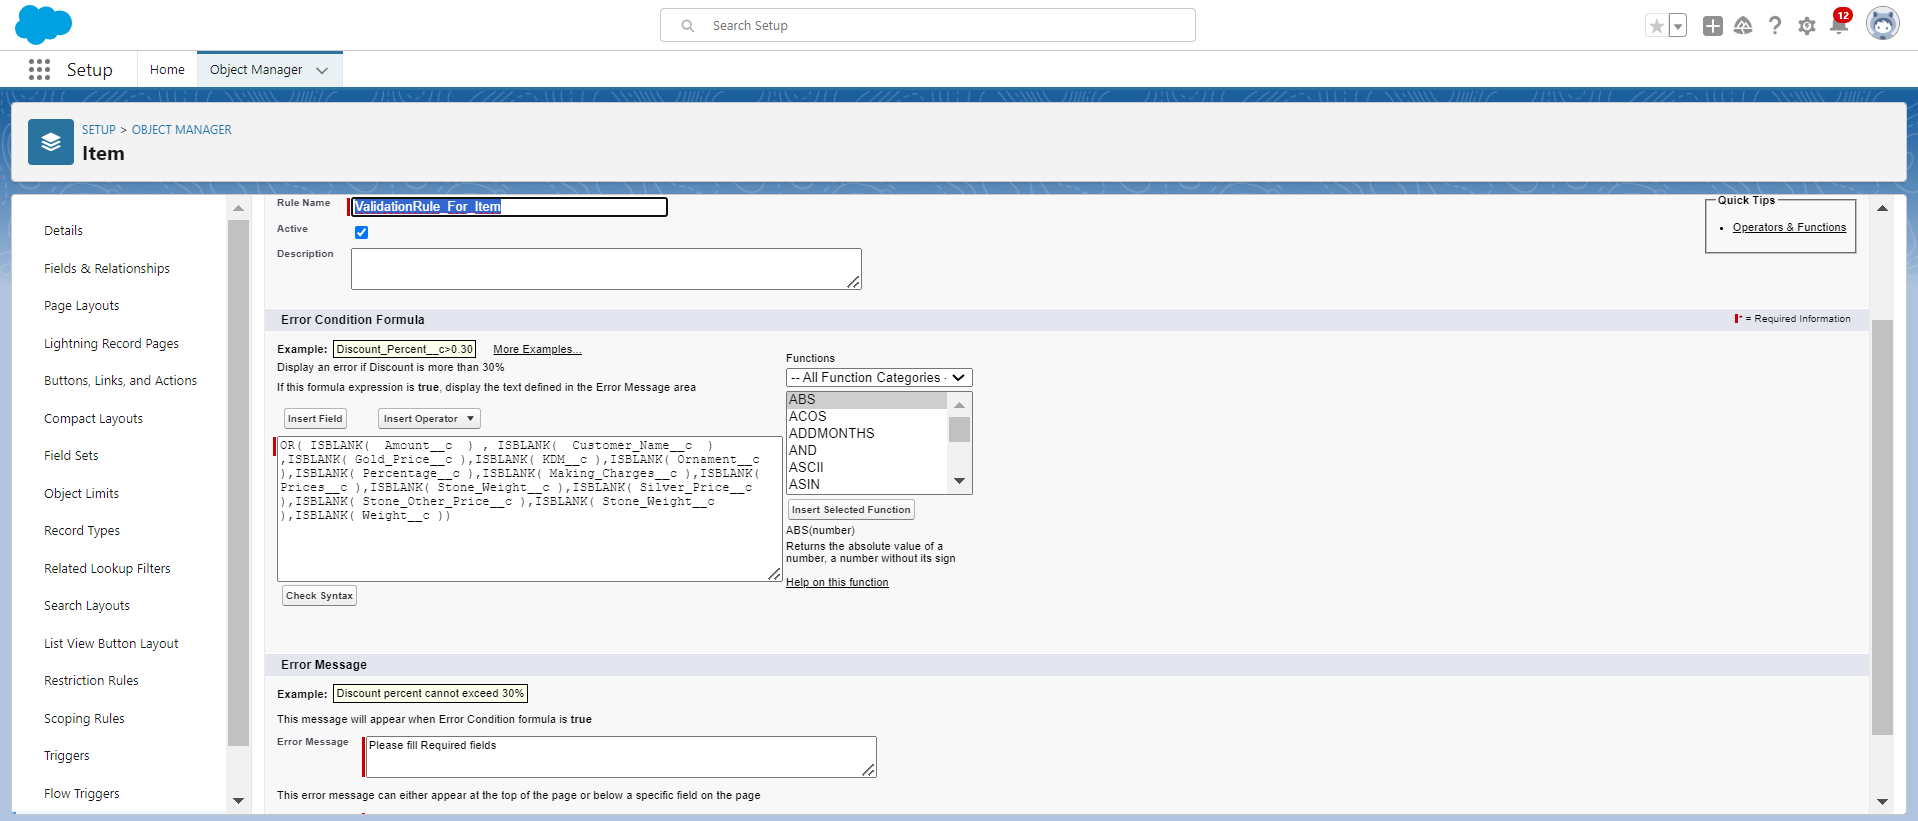 Search Setup
12
Setup
Home
Object Manager
SETUP > OBJECT MANAGER
Item
Details
Fields & Relationships
Page Layouts
Lightning Record Pages
Buttons, Links, and Actions
Compact Layouts
Field Sets
Object Limits
Record Types
Related Lookup Filters
Search Layouts
List View Button Layout
Restriction Rules
Scoping Rules
Triggers
Flow Triggers
Rule Name
ValidationRule_For_Item
Active
Description
Quick Tips
• Operators & Functions
Error Condition Formula
* = Required Information
Example: Discount_Percent__c>0.30 More Examples...
Display an error if Discount is more than 30%
If this formula expression is true, display the text defined in the Error Message area
Insert Field
Insert Operator
OR( ISBLANK(  Amount__c  ) , ISBLANK(  Customer_Name__c  )
,ISBLANK( Gold_Price__c ),ISBLANK( KDM__c ),ISBLANK( Ornament__c
),ISBLANK( Percentage__c ),ISBLANK( Making_Charges__c ),ISBLANK(
Prices__c ),ISBLANK( Stone_Weight__c ),ISBLANK( Silver_Price__c
),ISBLANK( Stone_Other_Price__c ),ISBLANK( Stone_Weight__c
),ISBLANK( Weight__c ))
Check Syntax
Functions
-- All Function Categories -
ABS
ACOS
ADDMONTHS
AND
ASCII
ASIN
Insert Selected Function
ABS(number)
Returns the absolute value of a
number, a number without its sign
Help on this function
Error Message
Example: Discount percent cannot exceed 30%
This message will appear when Error Condition formula is true
Error Message
Please fill Required fields
This error message can either appear at the top of the page or below a specific field on the page